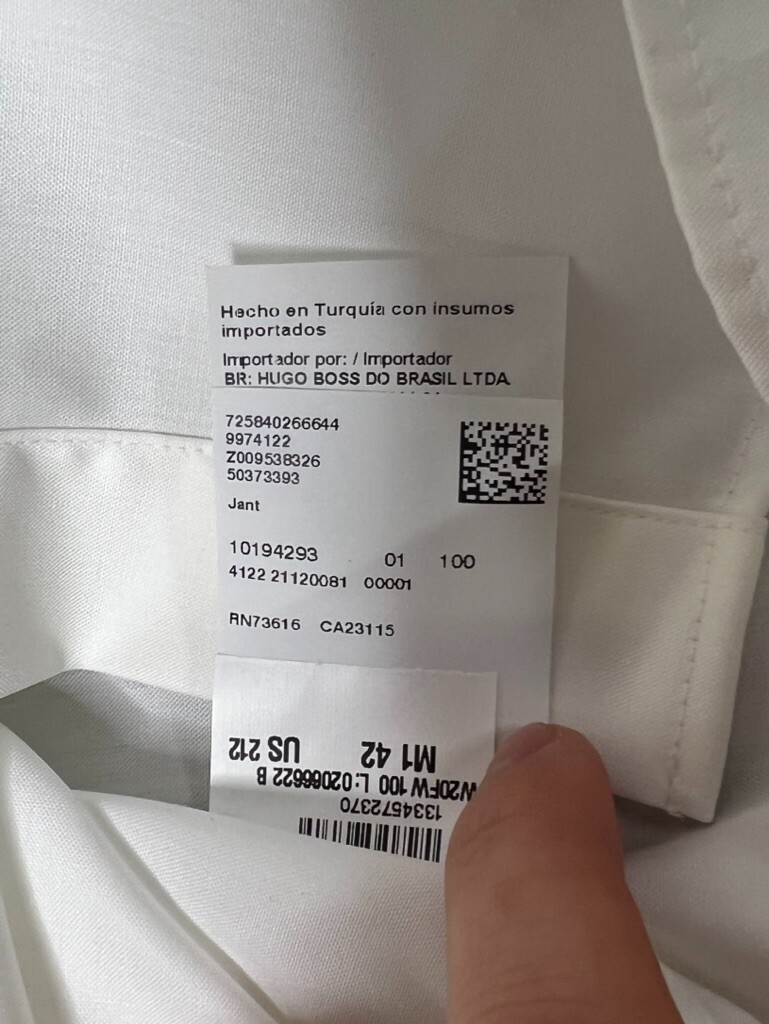 Hecho en Turquía con insumos
importados
Importador por: / Importador
BR: HUGO BOSS DO BRASIL LTDA
725840266644
9974122
Z009538326
50373393
Jant
10194293 01 100
4122 21120081 00001
RN73616 CA23115
1334572370
W20FW 100 L:02066622 B
M1 42 US 212